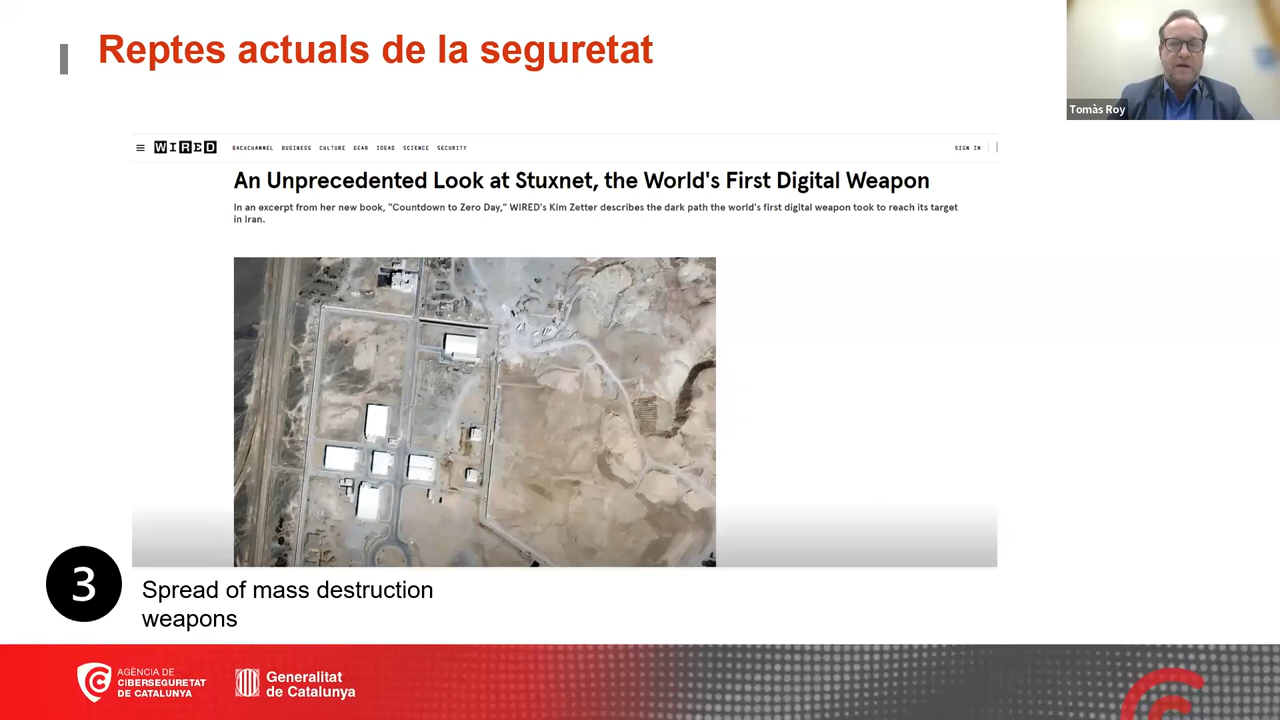 Reptes actuals de la seguretat
Tomàs Roy
WIRED
BACKCHANNEL BUSINESS CULTURE GEAR IDEAS SCIENCE SECURITY
SIGN IN
An Unprecedented Look at Stuxnet, the World's First Digital Weapon
In an excerpt from her new book, "Countdown to Zero Day," WIRED's Kim Zetter describes the dark path the world's first digital weapon took to reach its target
in Iran.
3
Spread of mass destruction
weapons
AGÈNCIA DE
CIBERSEGURETAT
DE CATALUNYA
Generalitat
de Catalunya